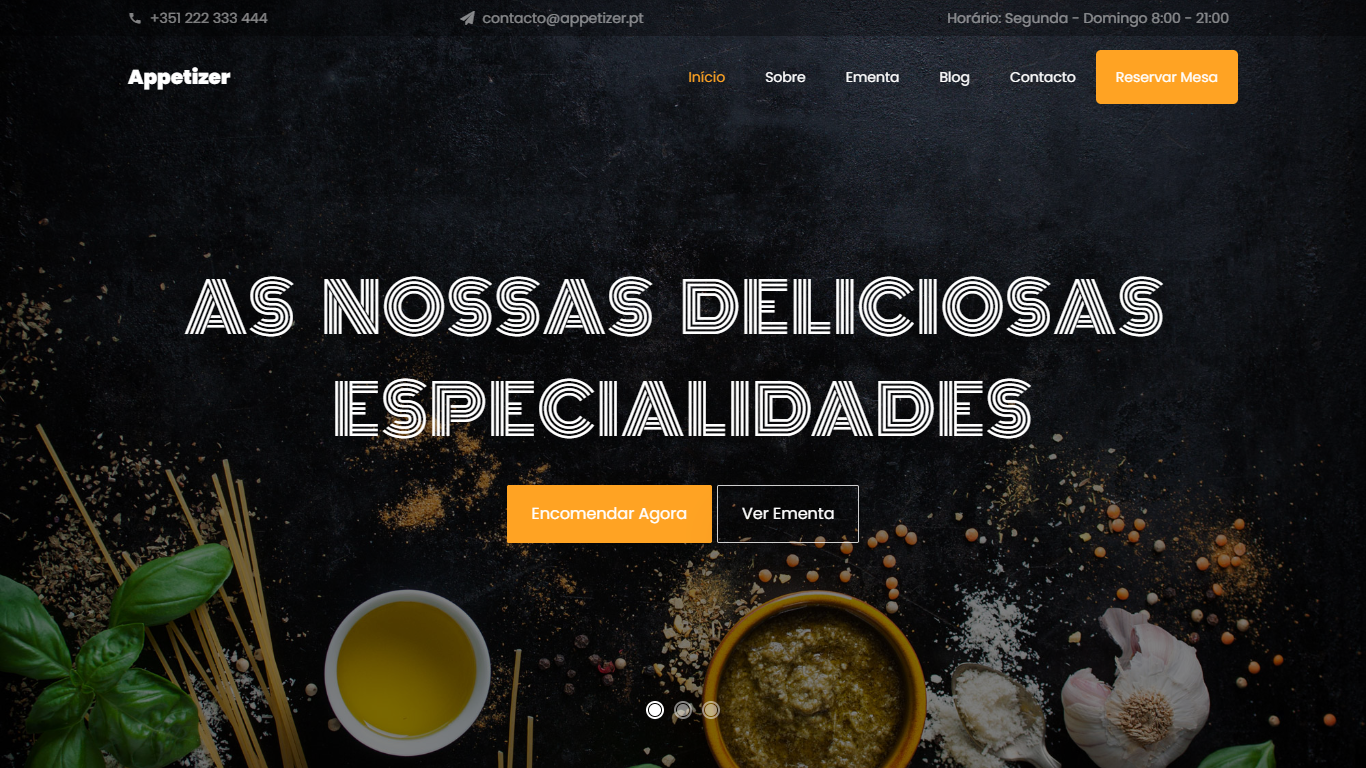 +351 222 333 444
contacto@appetizer.pt
Horário: Segunda - Domingo 8:00 - 21:00
Appetizer
Início
Sobre
Ementa
Blog
Contacto
Reservar Mesa
AS NOSSAS DELICIOSAS
ESPECIALIDADES
Encomendar Agora
Ver Ementa